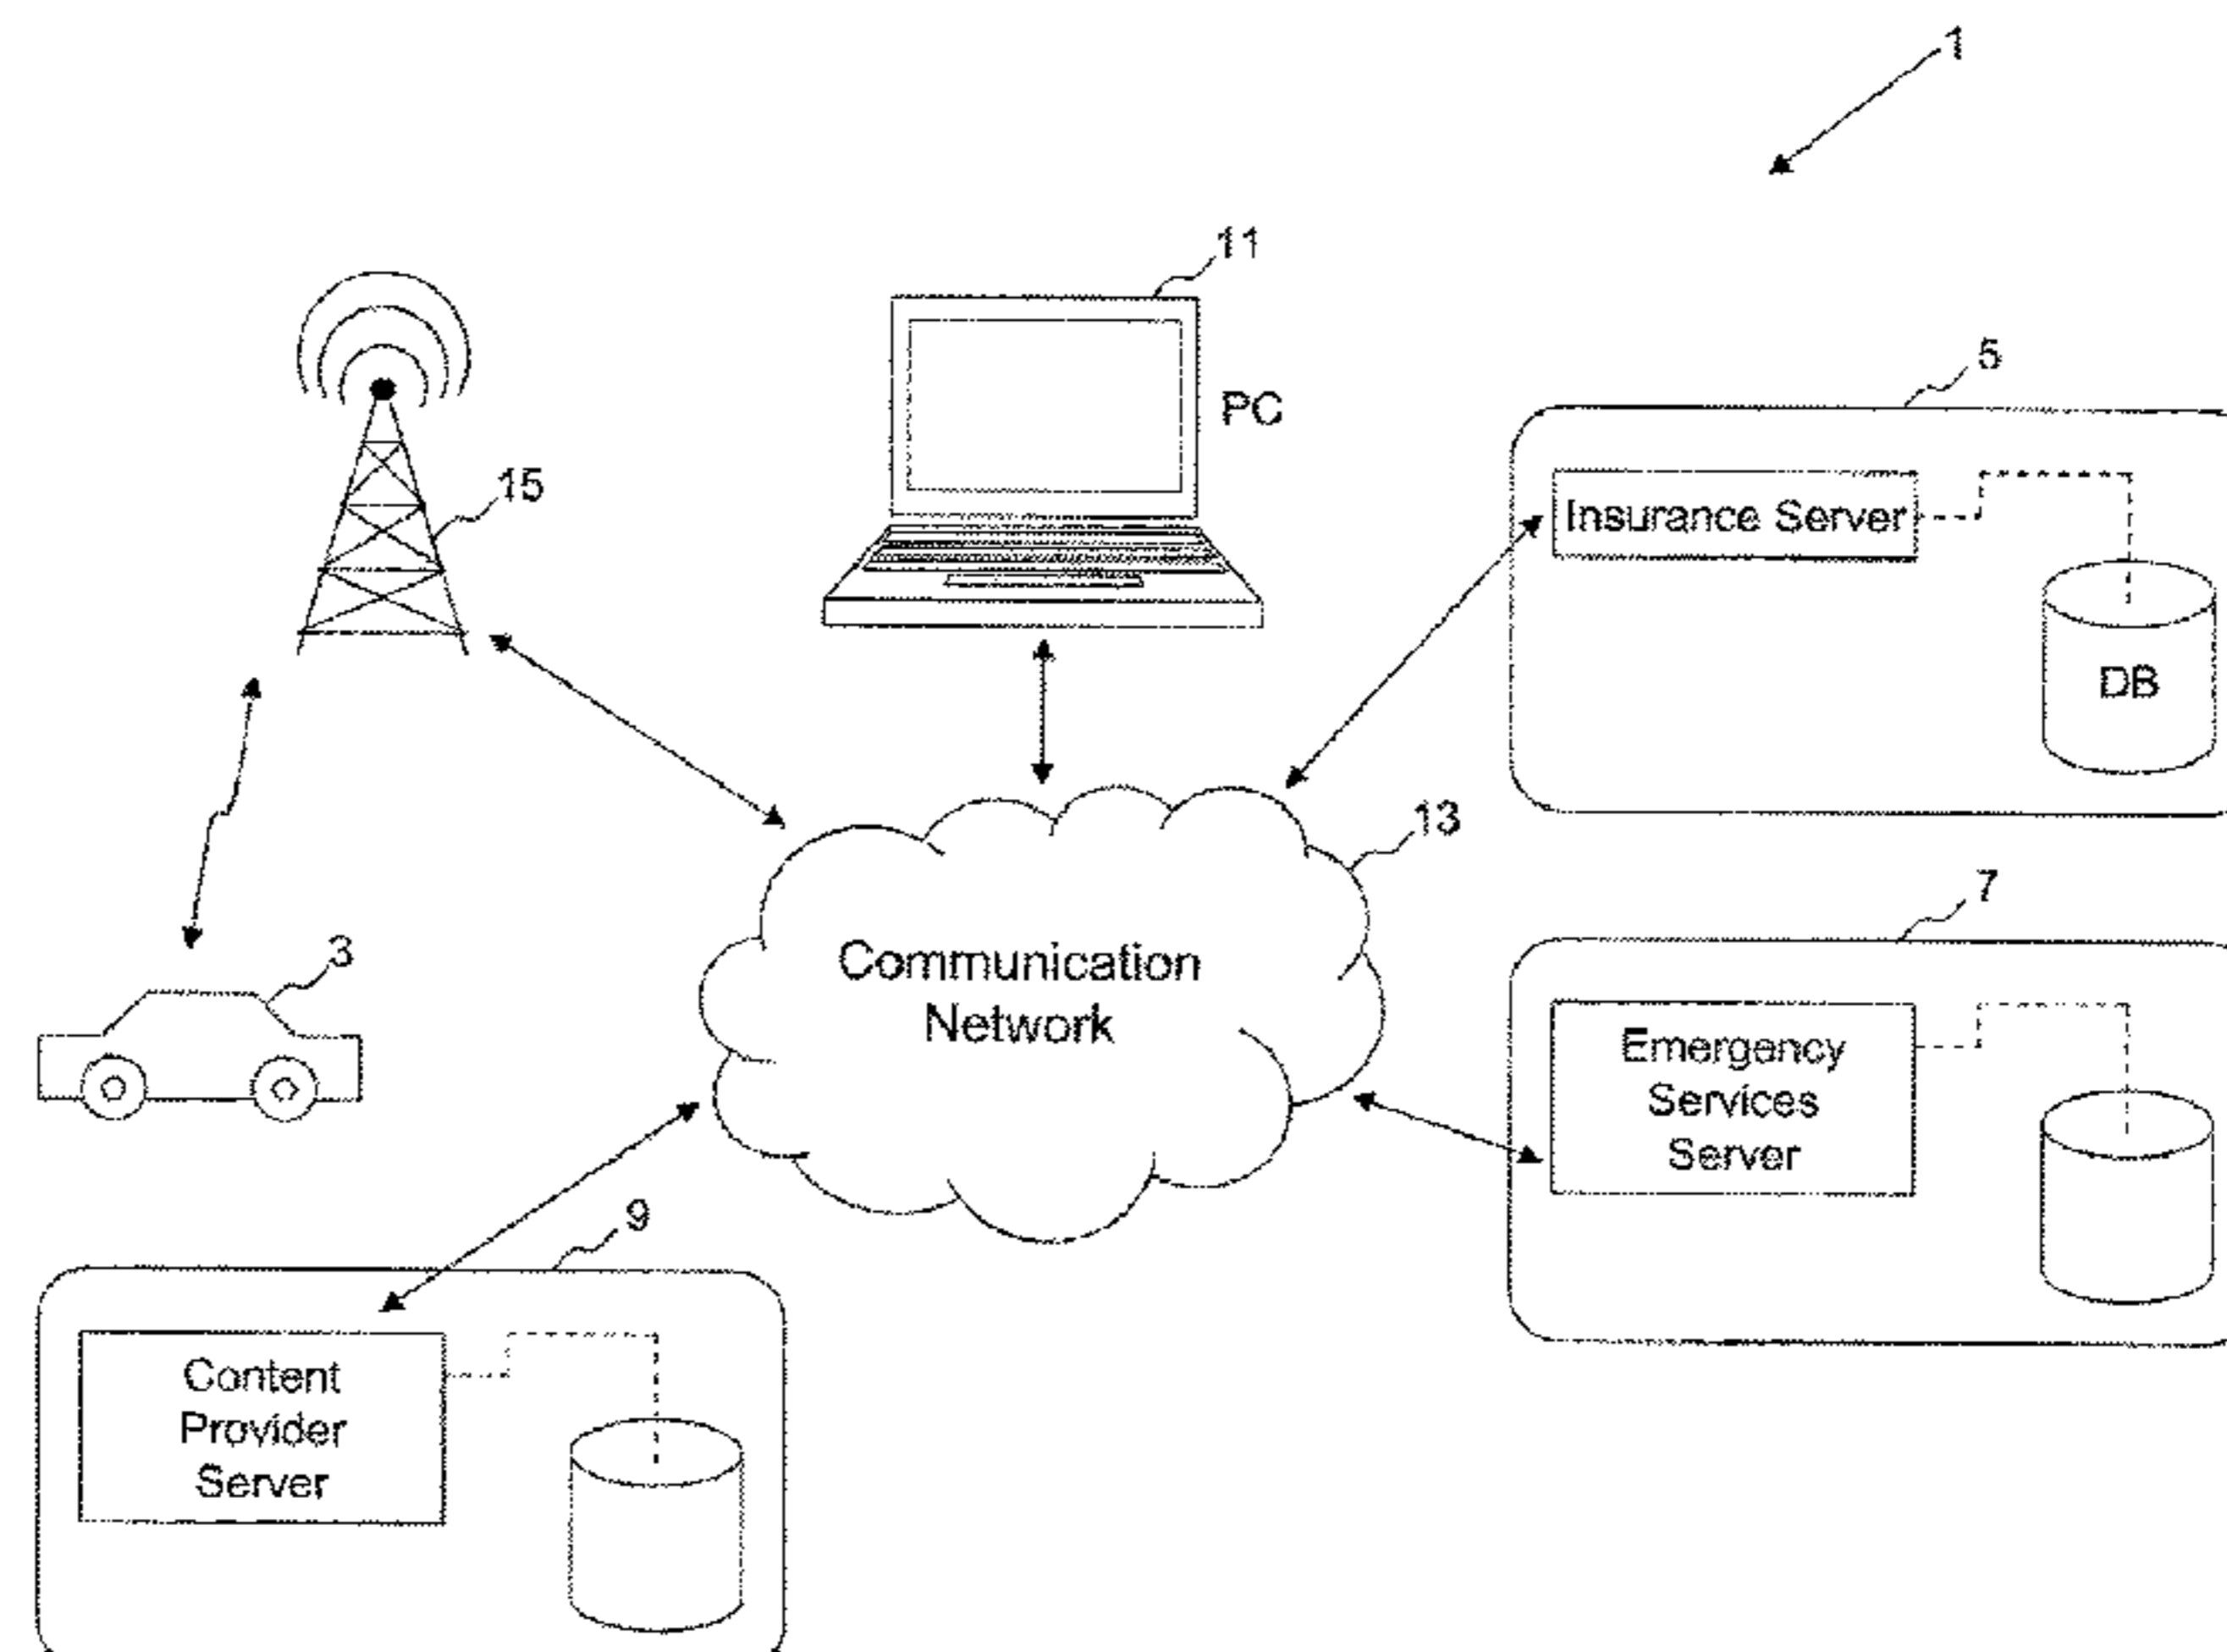 1
11
PC
5
15
Insurance Server
DB
13
7
3
Communication
Network
Emergency
Services
Server
9
Content
Provider
Server